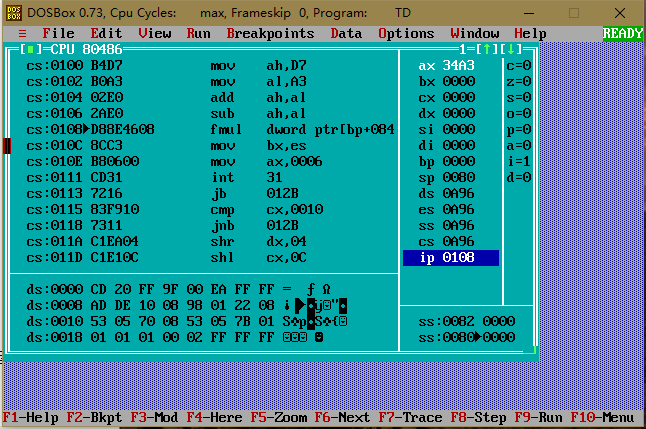 DOSBox 0.73, Cpu Cycles: max, Frameskip 0, Program: TD
≡ File Edit View Run Breakpoints Data Options Window Help READY
[■]-CPU 80486 1-[↑][↓]
cs:0100 B4D7 mov ah,D7 ax 34A3 c=0
cs:0102 B0A3 mov al,A3 bx 0000 z=0
cs:0104 02E0 add ah,al cx 0000 s=0
cs:0106 2AE0 sub ah,al dx 0000 o=0
cs:0108►D88E4608 fmul dword ptr[bp+084 si 0000 p=0
cs:010C 8CC3 mov bx,es di 0000 a=0
cs:010E B80600 mov ax,0006 bp 0000 i=1
cs:0111 CD31 int 31 sp 0080 d=0
cs:0113 7216 jb 012B ds 0A96
cs:0115 83F910 cmp cx,0010 es 0A96
cs:0118 7311 jnb 012B ss 0A96
cs:011A C1EA04 shr dx,04 cs 0A96
cs:011D C1E10C shl cx,0C ip 0108
ds:0000 CD 20 FF 9F 00 EA FF FF = ƒ Ω
ds:0008 AD DE 10 08 98 01 22 08
ds:0010 53 05 70 08 53 05 7B 01 S♣p◘S♣{☺
ds:0018 01 01 01 00 02 FF FF FF ☺☺☺ ☻
ss:0082 0000
ss:0080►0000
F1-Help F2-Bkpt F3-Mod F4-Here F5-Zoom F6-Next F7-Trace F8-Step F9-Run F10-Menu